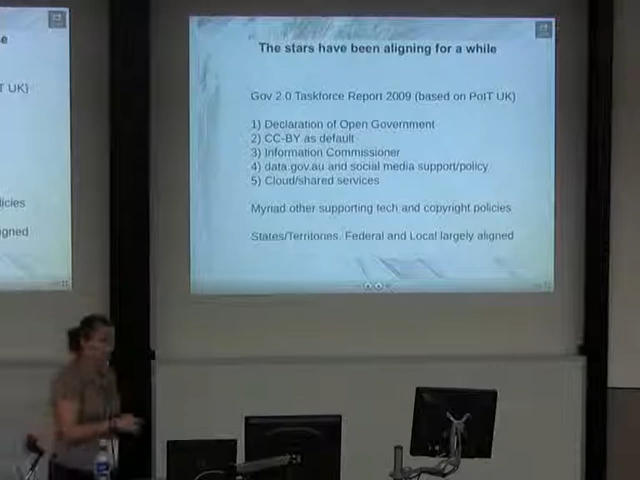 The stars have been aligning for a while
Gov 2.0 Taskforce Report 2009 (based on PoIT UK)
1) Declaration of Open Government
2) CC-BY as default
3) Information Commissioner
4) data.gov.au and social media support/policy
5) Cloud/shared services
Myriad other supporting tech and copyright policies
States/Territories, Federal and Local largely aligned
e
T UK)
licies
igned